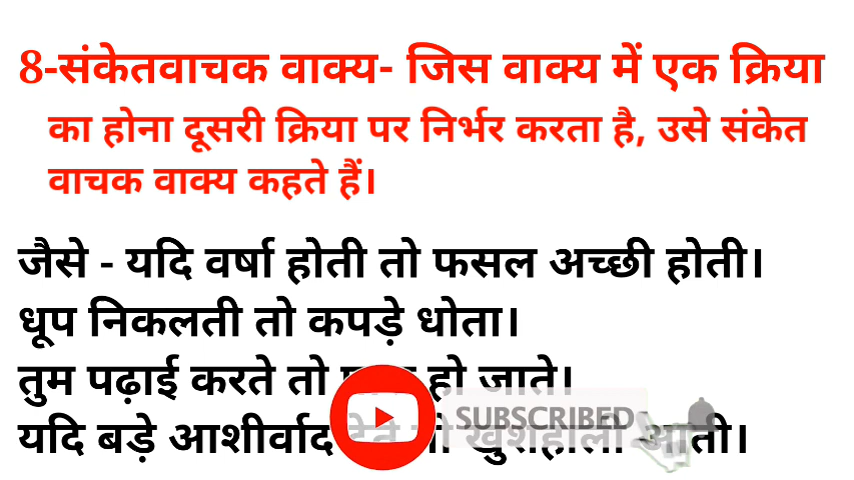 8-संकेतवाचक वाक्य- जिस वाक्य में एक क्रिया
का होना दूसरी क्रिया पर निर्भर करता है, उसे संकेत
वाचक वाक्य कहते हैं।
जैसे - यदि वर्षा होती तो फसल अच्छी होती।
धूप निकलती तो कपड़े धोता।
तुम पढ़ाई करते तो हो जाते।
यदि बड़े आशीर्वाद देते तो खुशहाली आती।
SUBSCRIBED